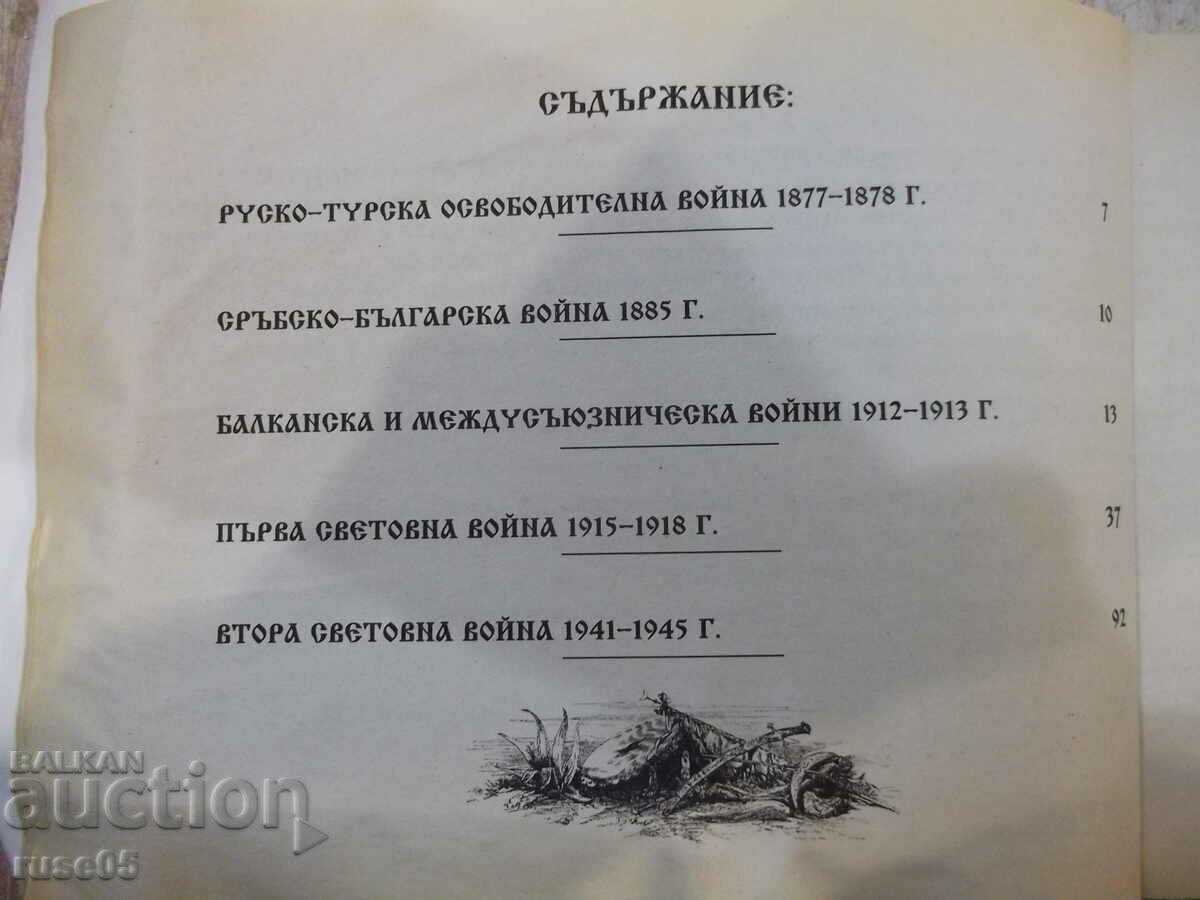 СЪДЪРЖАНИЕ:
РУСКО-ТУРСКА ОСВОБОДИТЕЛНА ВОЙНА 1877-1878 Г. 7
СРЪБСКО-БЪЛГАРСКА ВОЙНА 1885 Г. 10
БАЛКАНСКА И МЕЖДУСЪЮЗНИЧЕСКА ВОЙНИ 1912-1913 Г. 13
ПЪРВА СВЕТОВНА ВОЙНА 1915-1918 Г. 37
ВТОРА СВЕТОВНА ВОЙНА 1941-1945 Г. 92
BALKAN
auction
ruse05